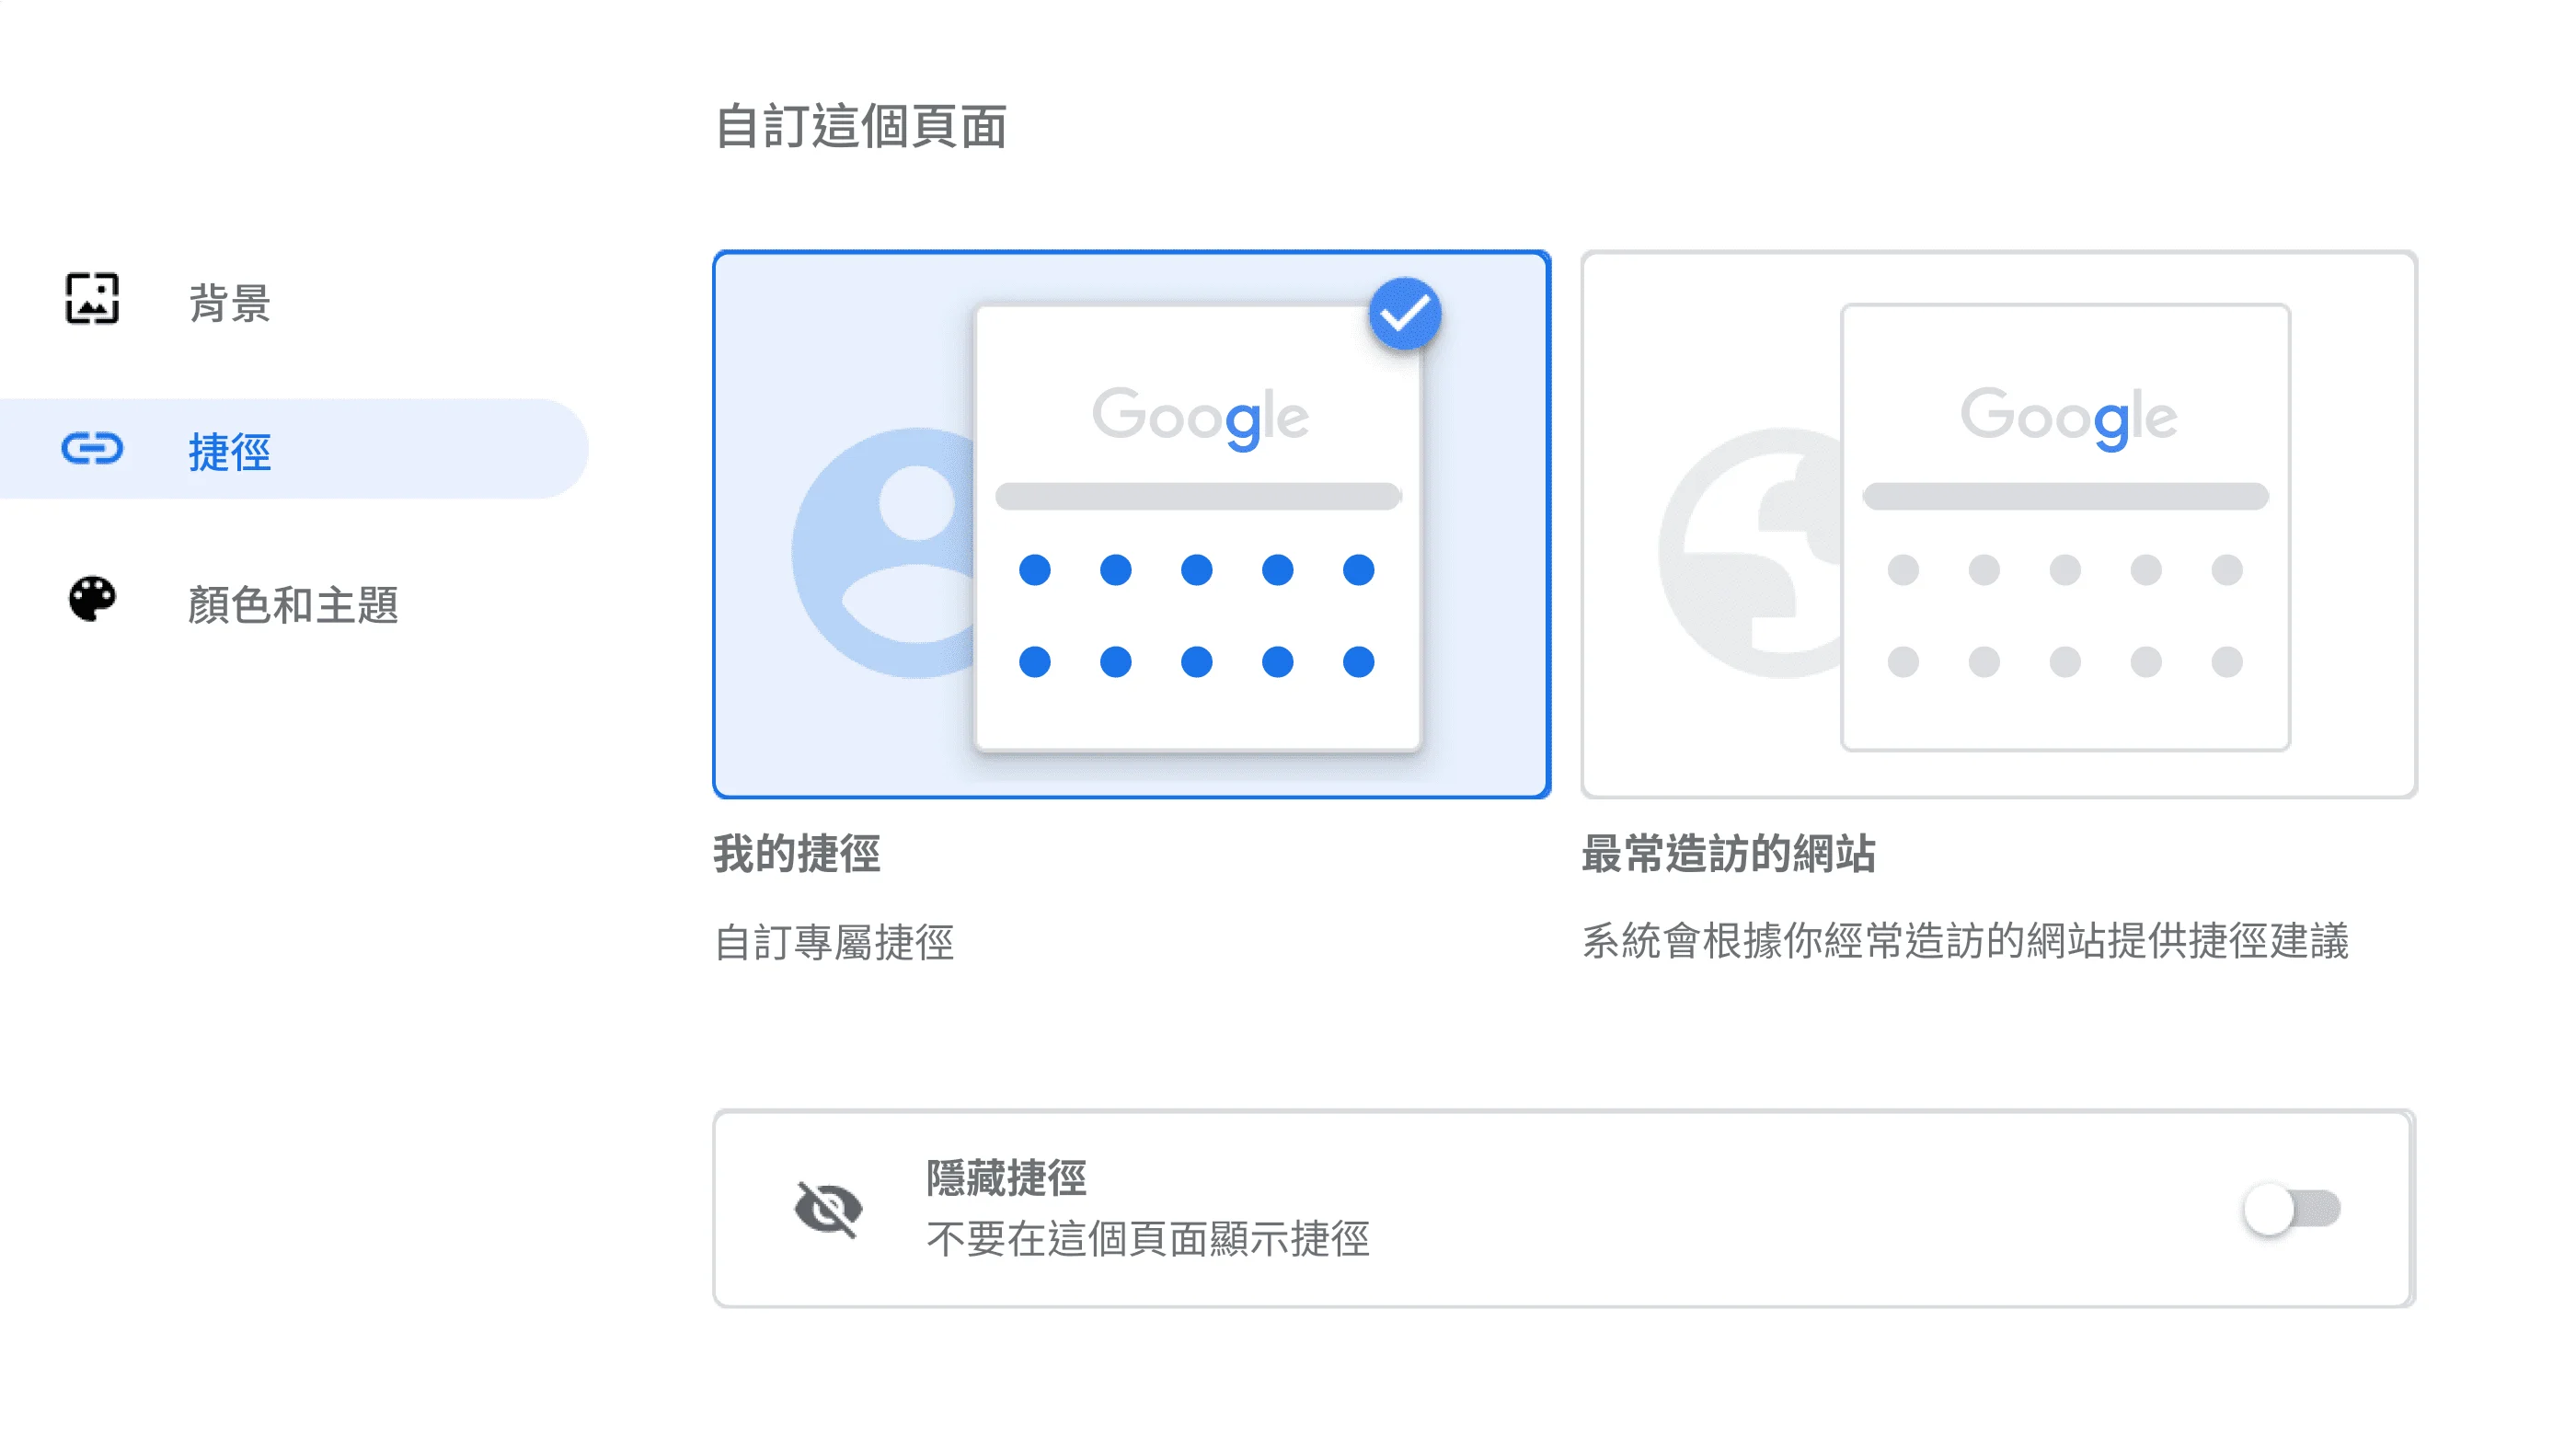 自訂這個頁面
背景
捷徑
顏色和主題
Google
Google
我的捷徑
自訂專屬捷徑
最常造訪的網站
系統會根據你經常造訪的網站提供捷徑建議
隱藏捷徑
不要在這個頁面顯示捷徑